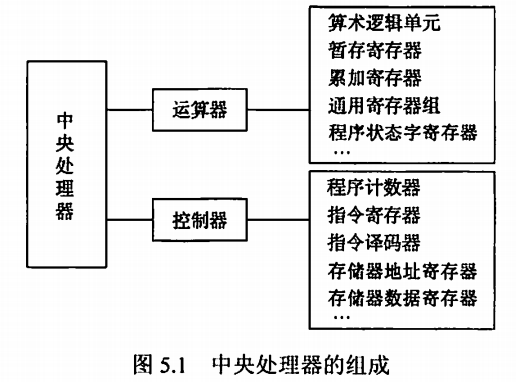 中央处理器
运算器
算术逻辑单元
暂存寄存器
累加寄存器
通用寄存器组
程序状态字寄存器
…
控制器
程序计数器
指令寄存器
指令译码器
存储器地址寄存器
存储器数据寄存器
…
图 5.1 中央处理器的组成